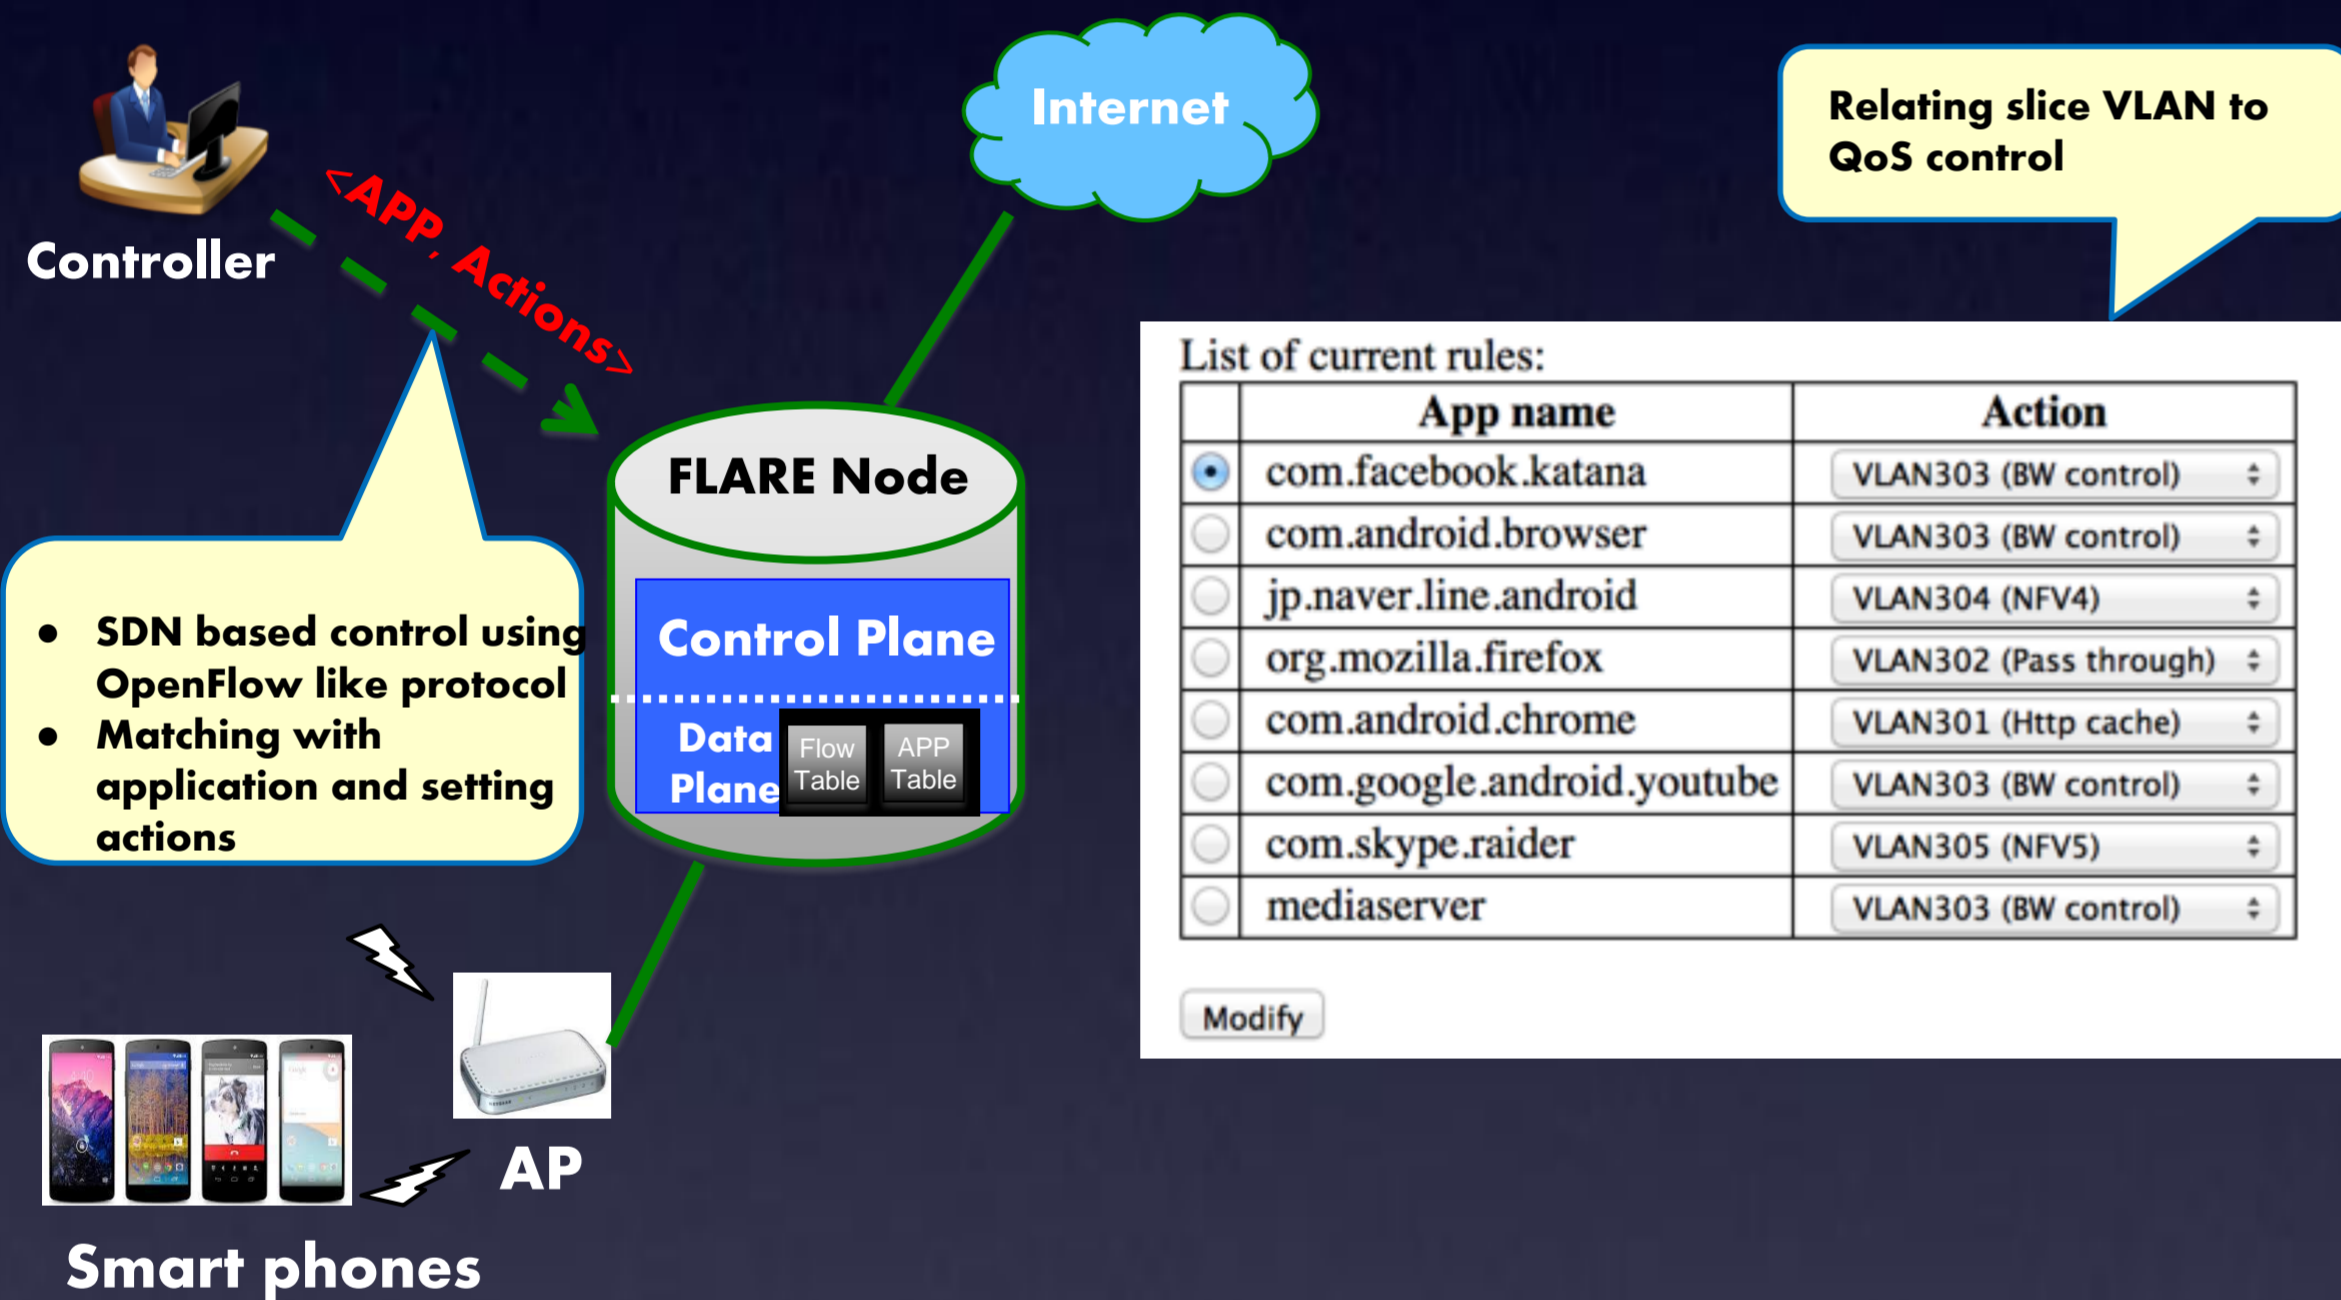 Internet
Relating slice VLAN to
QoS control
Controller
<APP, Actions>
FLARE Node
Control Plane
Data
Plane
Flow
Table
APP
Table
● SDN based control using
OpenFlow like protocol
● Matching with
application and setting
actions
AP
Smart phones
List of current rules:
App name Action
com.facebook.katana VLAN303 (BW control)
com.android.browser VLAN303 (BW control)
jp.naver.line.android VLAN304 (NFV4)
org.mozilla.firefox VLAN302 (Pass through)
com.android.chrome VLAN301 (Http cache)
com.google.android.youtube VLAN303 (BW control)
com.skype.raider VLAN305 (NFV5)
mediaserver VLAN303 (BW control)
Modify